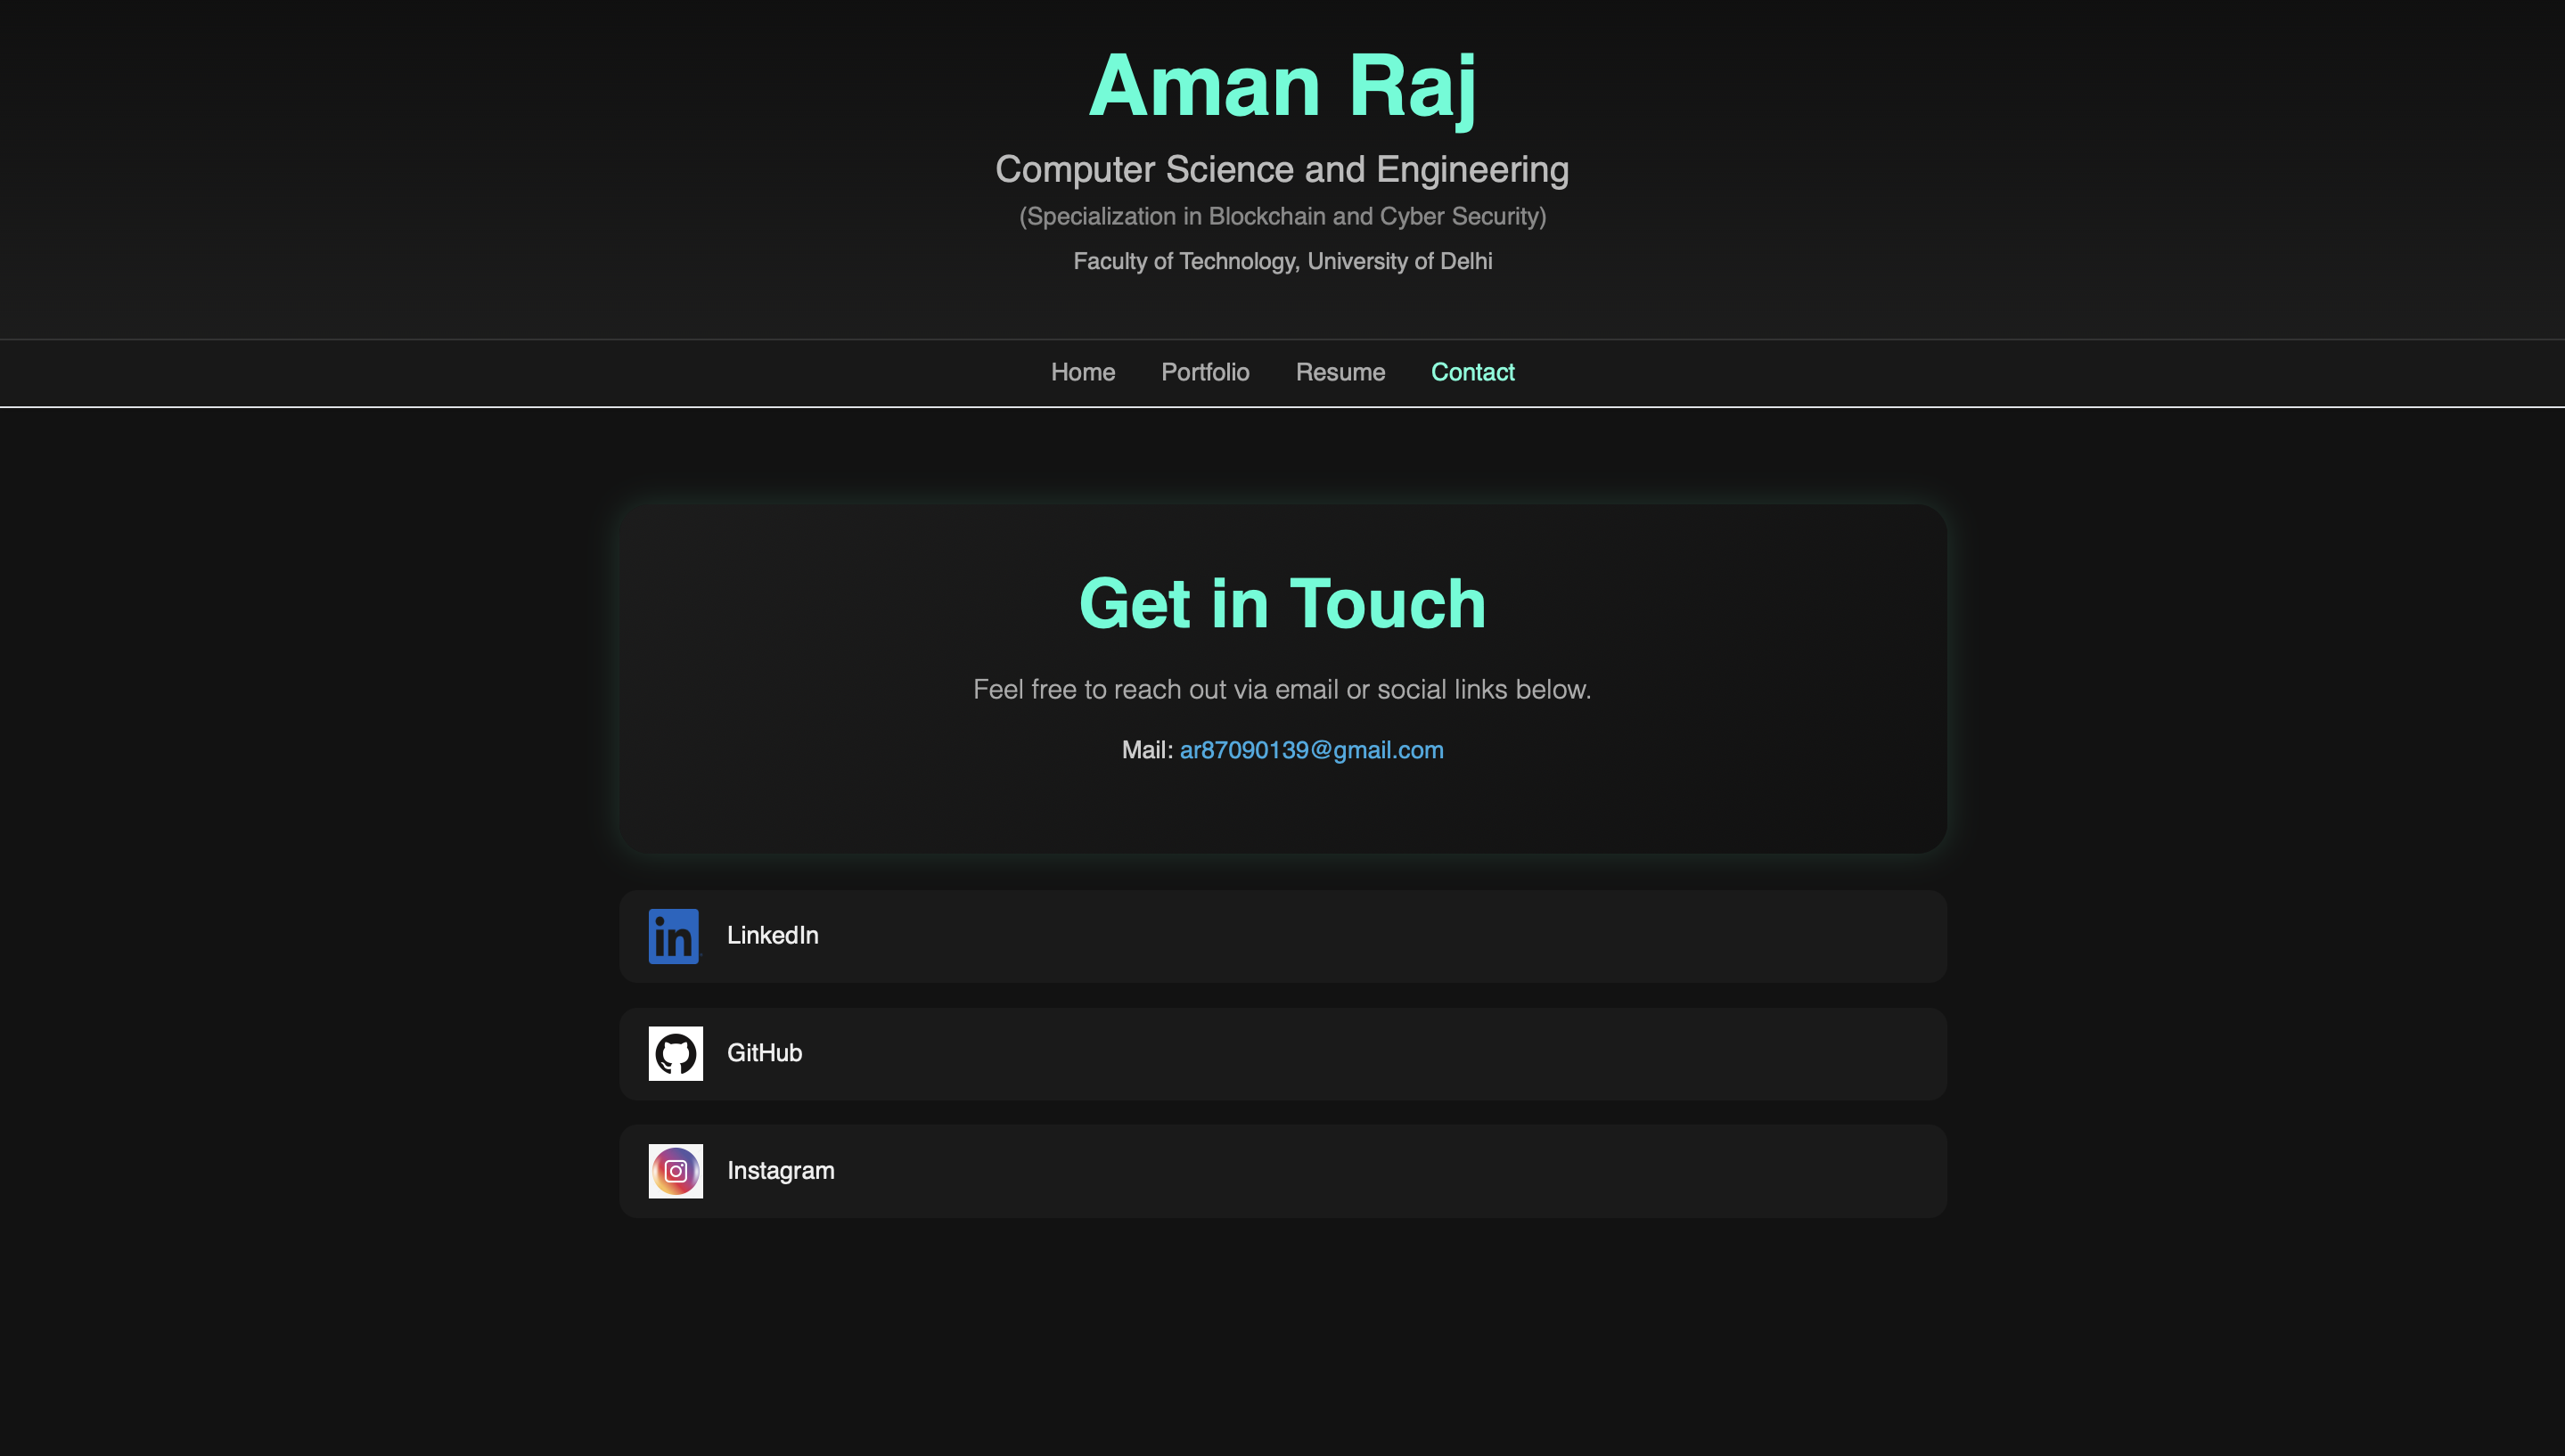 Aman Raj
Computer Science and Engineering
(Specialization in Blockchain and Cyber Security)
Faculty of Technology, University of Delhi
Home Portfolio Resume Contact
Get in Touch
Feel free to reach out via email or social links below.
Mail: ar87090139@gmail.com
in LinkedIn
GitHub
Instagram